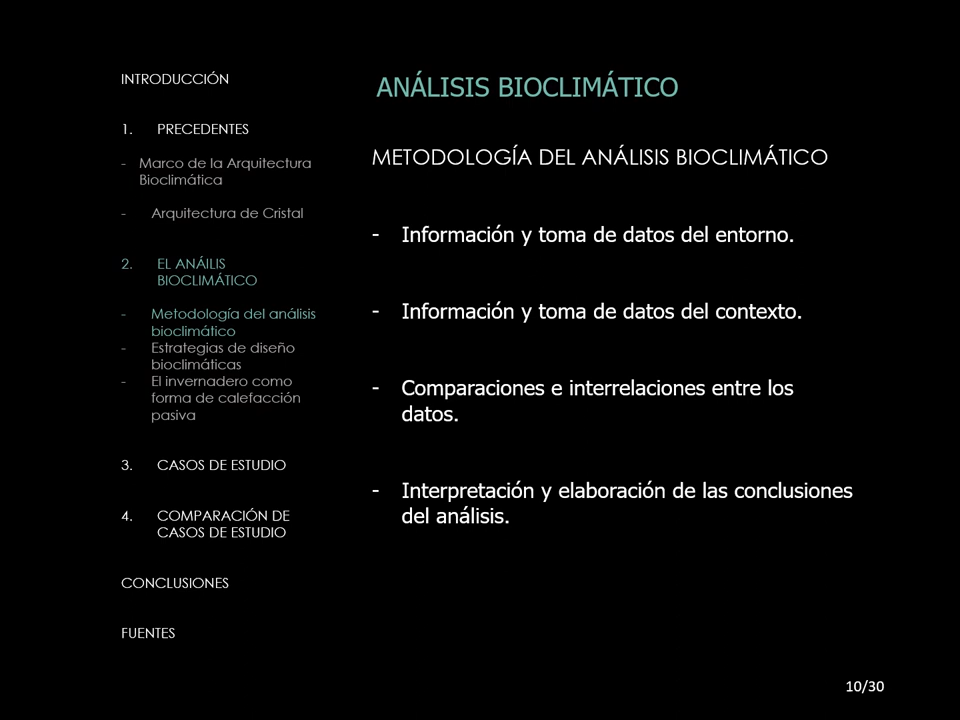 INTRODUCCIÓN
1. PRECEDENTES
- Marco de la Arquitectura
Bioclimática
- Arquitectura de Cristal
2. EL ANÁILIS
BIOCLIMÁTICO
- Metodología del análisis
bioclimático
- Estrategias de diseño
bioclimáticas
- El invernadero como
forma de calefacción
pasiva
3. CASOS DE ESTUDIO
4. COMPARACIÓN DE
CASOS DE ESTUDIO
CONCLUSIONES
FUENTES
ANÁLISIS BIOCLIMÁTICO
METODOLOGÍA DEL ANÁLISIS BIOCLIMÁTICO
- Información y toma de datos del entorno.
- Información y toma de datos del contexto.
- Comparaciones e interrelaciones entre los
datos.
- Interpretación y elaboración de las conclusiones
del análisis.
10/30